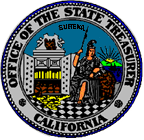 OFFICE OF THE STATE TREASURER
EUREKA
CALIFORNIA